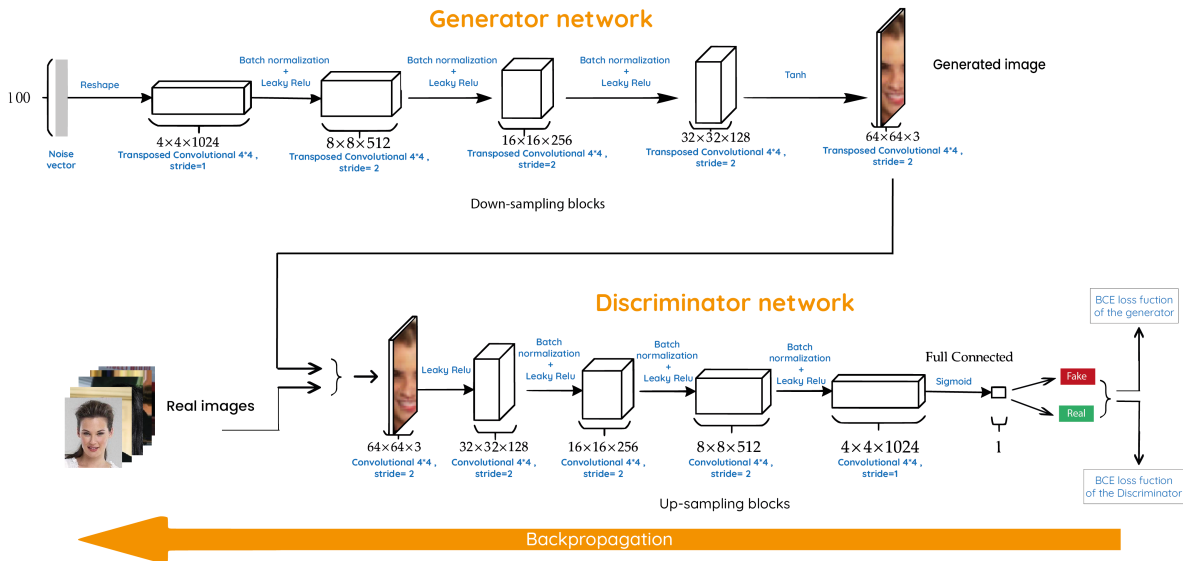 Generator network
100
Noise
vector
Reshape
4×4×1024
Transposed Convolutional 4*4 ,
stride=1
Batch normalization
+
Leaky Relu
8×8×512
Transposed Convolutional 4*4 ,
stride= 2
Batch normalization
+
Leaky Relu
16×16×256
Transposed Convolutional 4*4 ,
stride=2
Batch normalization
+
Leaky Relu
32×32×128
Transposed Convolutional 4*4 ,
stride= 2
Tanh
64×64×3
Transposed Convolutional 4*4 ,
stride= 2
Generated image
Down-sampling blocks
Discriminator network
Real images
64×64×3
Convolutional 4*4 ,
stride= 2
Leaky Relu
32×32×128
Convolutional 4*4 ,
stride=2
Batch
normalization
+
Leaky Relu
16×16×256
Convolutional 4*4 ,
stride= 2
Batch
normalization
+
Leaky Relu
8×8×512
Convolutional 4*4 ,
stride= 2
Batch
normalization
+
Leaky Relu
4×4×1024
Convolutional 4*4 ,
stride=1
Full Connected
Sigmoid
1
Fake
Real
BCE loss fuction
of the generator
BCE loss fuction
of the Discriminator
Up-sampling blocks
Backpropagation